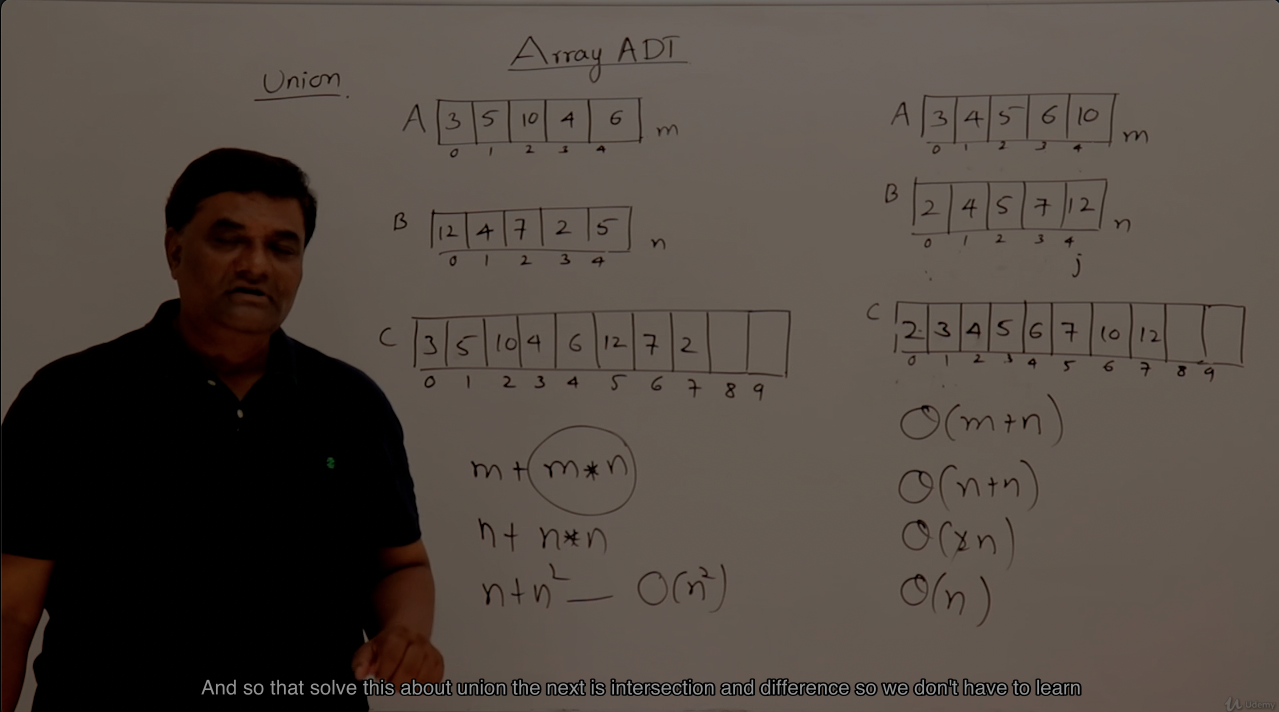 Array ADT
Union.
A 3 5 10 4 6 m
0 1 2 3 4
B 12 4 7 2 5 n
0 1 2 3 4
C 3 5 10 4 6 12 7 2
0 1 2 3 4 5 6 7 8 9
m + m * n
n + n * n
n + n² — O(n²)
A 3 4 5 6 10 m
0 1 2 3 4
B 2 4 5 7 12 n
0 1 2 3 4
j
C 2 3 4 5 6 7 10 12
0 1 2 3 4 5 6 7 8 9
O(m+n)
O(n+n)
O(2n)
O(n)
And so that solve this about union the next is intersection and difference so we don't have to learn
Udemy